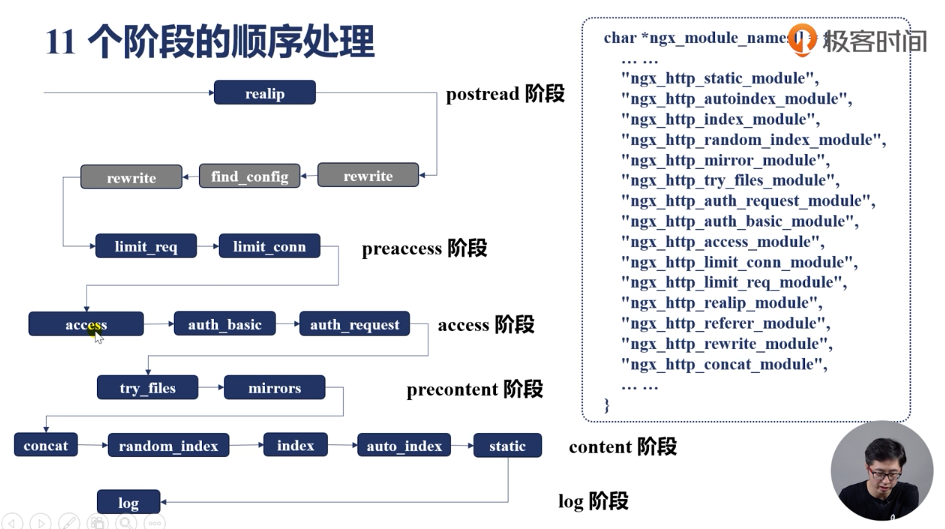 11 个阶段的顺序处理
realip
postread 阶段
rewrite
find_config
rewrite
limit_req
limit_conn
preaccess 阶段
access
auth_basic
auth_request
access 阶段
try_files
mirrors
precontent 阶段
concat
random_index
index
auto_index
static
content 阶段
log
log 阶段
char *ngx_module_names[] = {
… …
"ngx_http_static_module",
"ngx_http_autoindex_module",
"ngx_http_index_module",
"ngx_http_random_index_module",
"ngx_http_mirror_module",
"ngx_http_try_files_module",
"ngx_http_auth_request_module",
"ngx_http_auth_basic_module",
"ngx_http_access_module",
"ngx_http_limit_conn_module",
"ngx_http_limit_req_module",
"ngx_http_realip_module",
"ngx_http_referer_module",
"ngx_http_rewrite_module",
"ngx_http_concat_module",
… …
}
极客时间